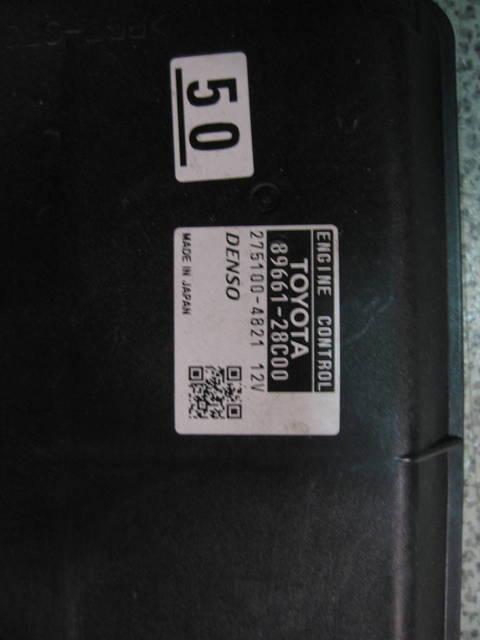 50
ENGINE CONTROL
TOYOTA
89661-28C00
275100-4821 12V
DENSO
MADE IN JAPAN